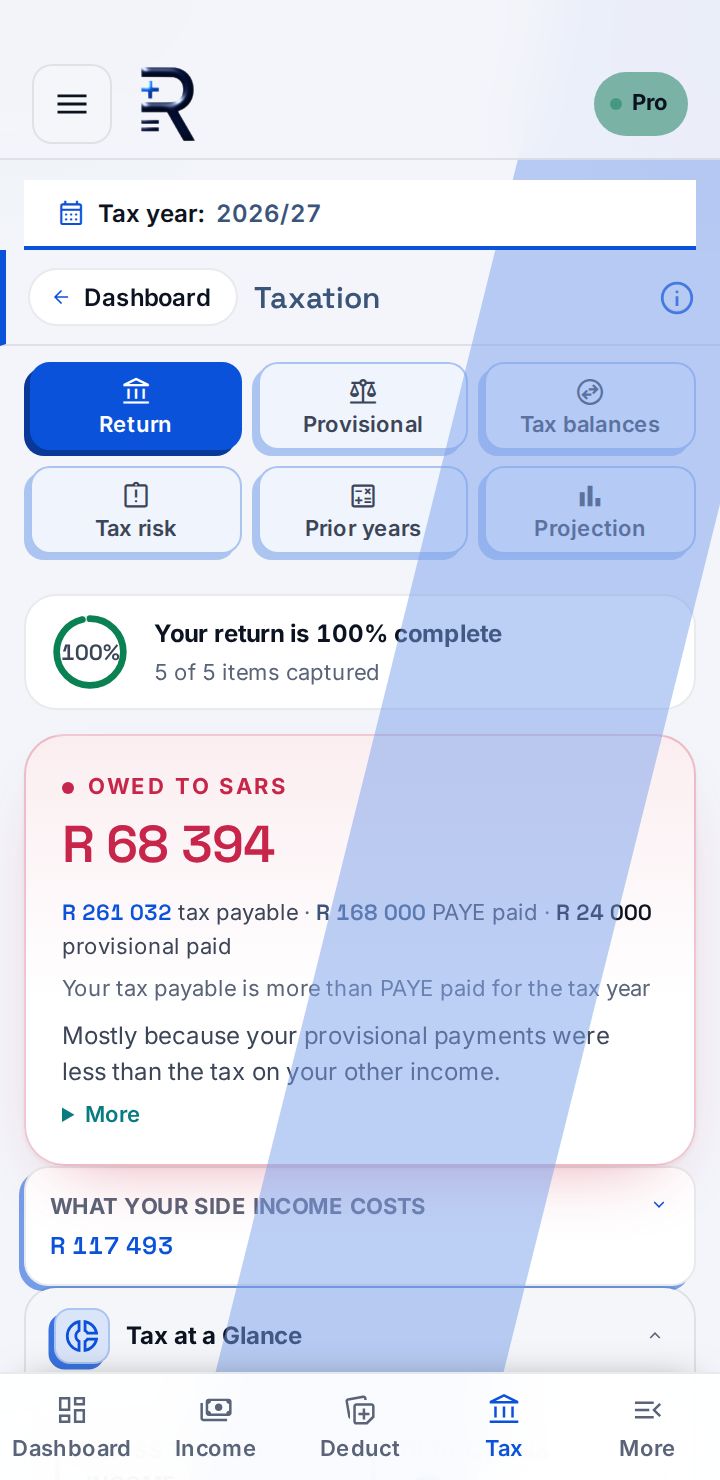 R
Pro
Tax year: 2026/27
Dashboard
Taxation
Return
Provisional
Tax balances
Tax risk
Prior years
Projection
100%
Your return is 100% complete
5 of 5 items captured
OWED TO SARS
R 68 394
R 261 032 tax payable · R 168 000 PAYE paid · R 24 000
provisional paid
Your tax payable is more than PAYE paid for the tax year
Mostly because your provisional payments were
less than the tax on your other income.
More
WHAT YOUR SIDE INCOME COSTS
R 117 493
Tax at a Glance
Dashboard
Income
Deduct
Tax
More